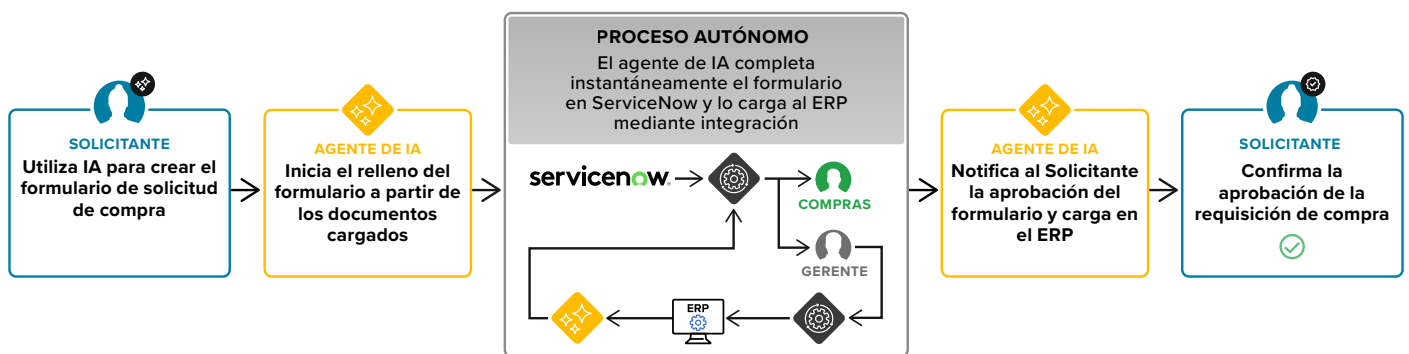 SOLICITANTE
Utiliza IA para crear el
formulario de solicitud
de compra
AGENTE DE IA
Inicia el relleno del
formulario a partir de
los documentos
cargados
PROCESO AUTÓNOMO
El agente de IA completa
instantáneamente el formulario
en ServiceNow y lo carga al ERP
mediante integración
servicenow
COMPRAS
GERENTE
ERP
AGENTE DE IA
Notifica al Solicitante
la aprobación del
formulario y carga en
el ERP
SOLICITANTE
Confirma la
aprobación de la
requisición de compra